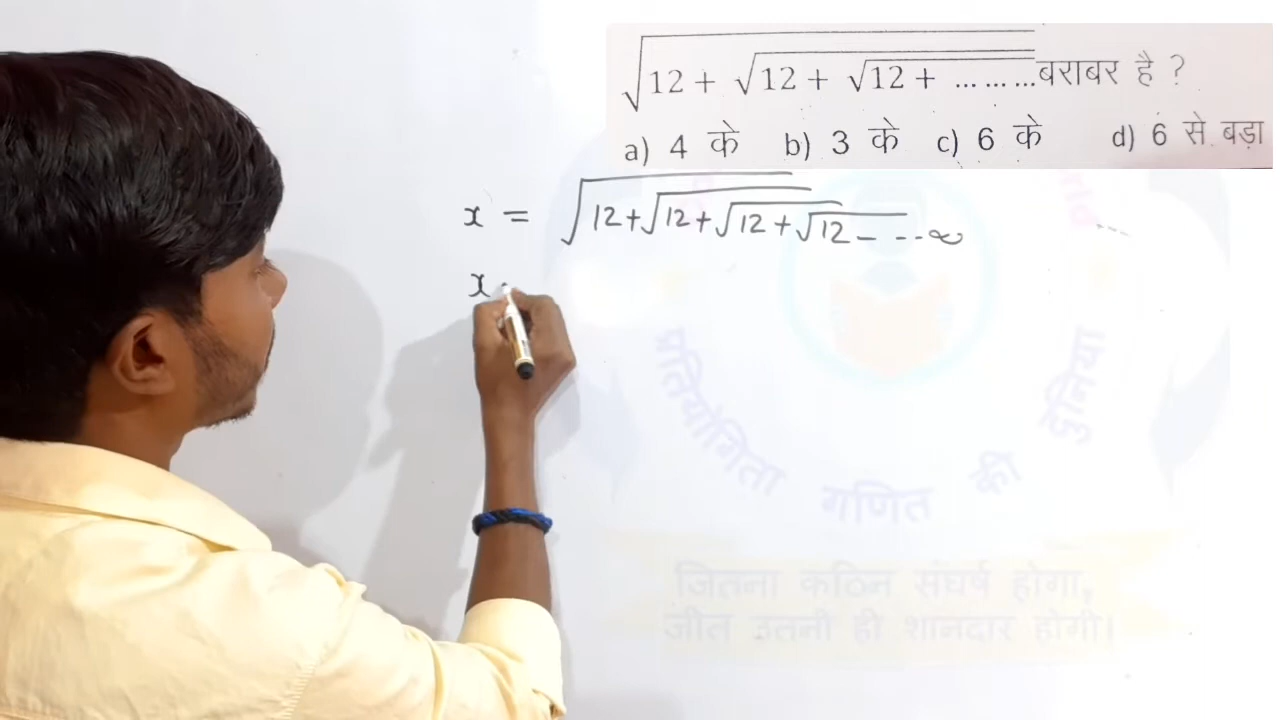 √12 + √12 + √12 + ......... बराबर है ?
a) 4 के b) 3 के c) 6 के d) 6 से बड़ा
x = √12+√12+√12+√12- - --∞
x
प्रतियोगिता गणित की दुनिया
जितना कठिन संघर्ष होगा,
जीत उतनी ही शानदार होगी।